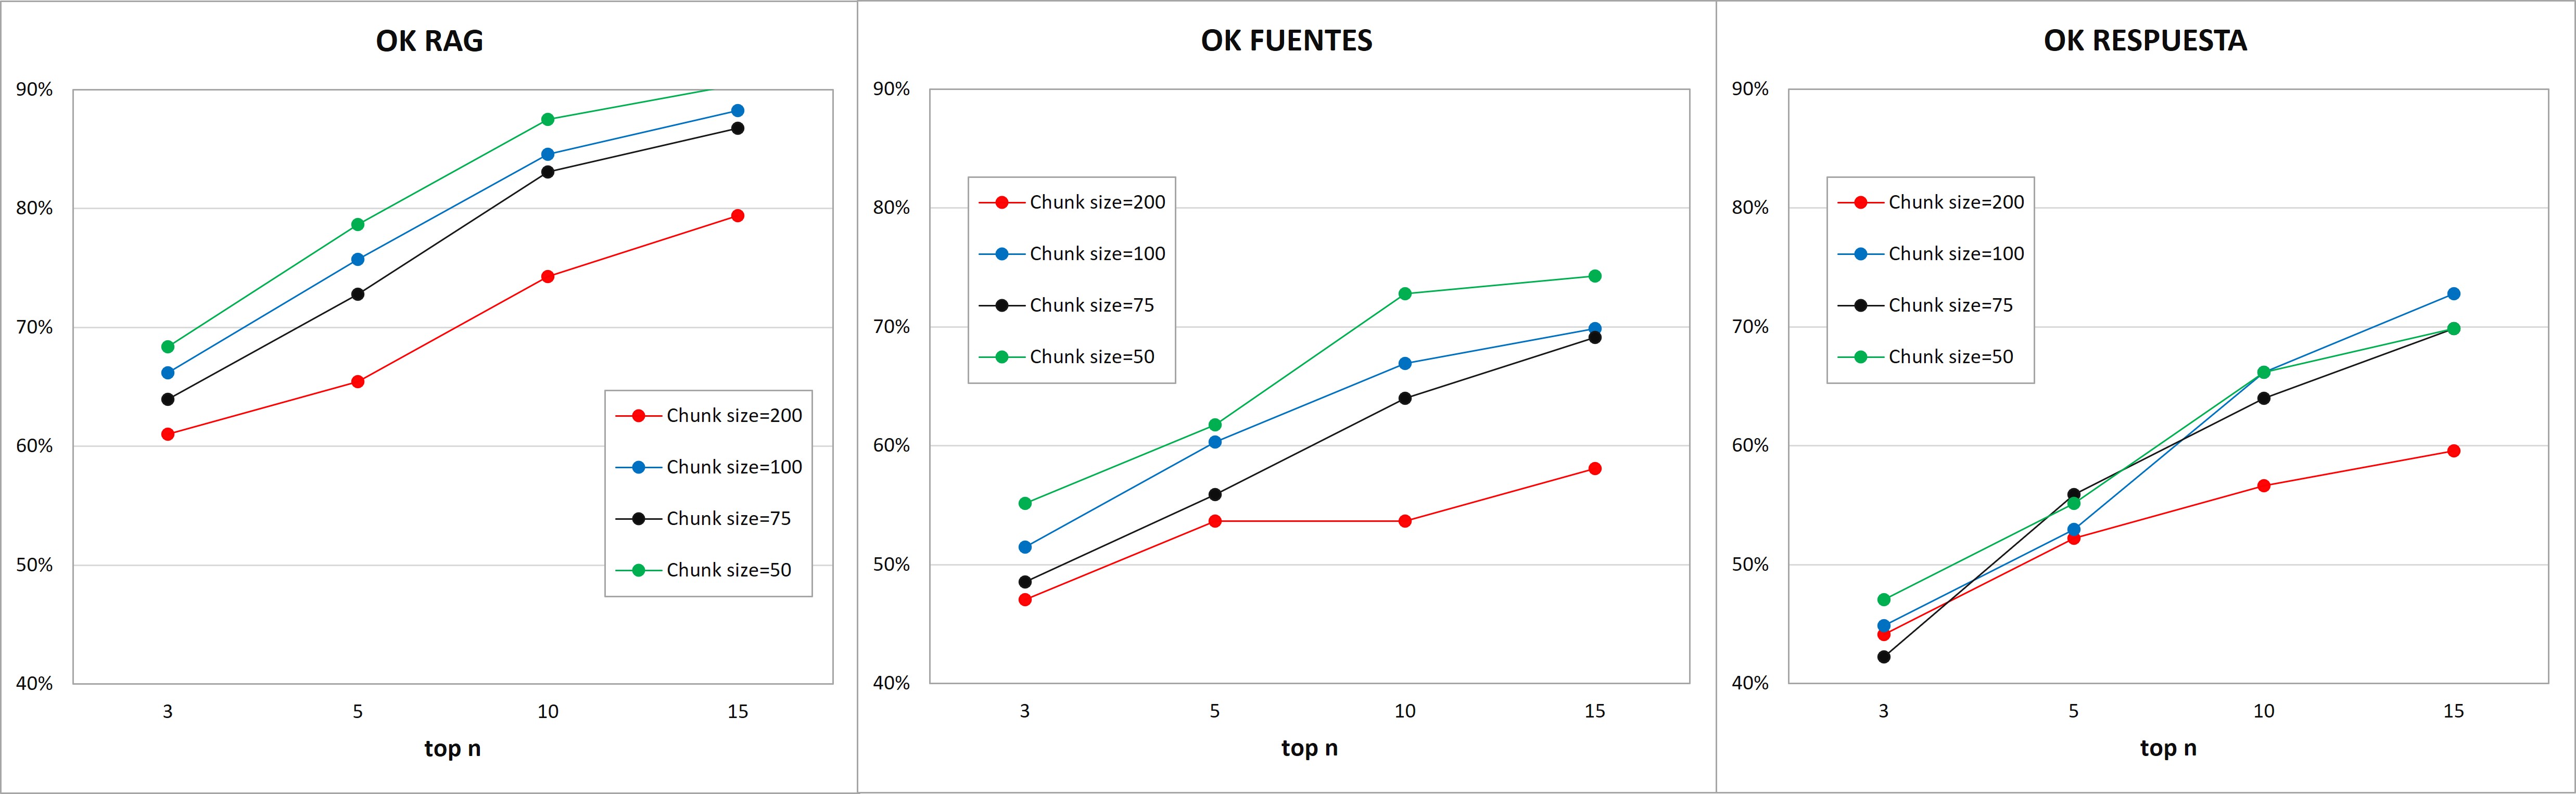 OK RAG
90%
80%
70%
60%
50%
40%
3 5 10 15
top n
Chunk size=200
Chunk size=100
Chunk size=75
Chunk size=50
OK FUENTES
90%
80%
70%
60%
50%
40%
3 5 10 15
top n
Chunk size=200
Chunk size=100
Chunk size=75
Chunk size=50
OK RESPUESTA
90%
80%
70%
60%
50%
40%
3 5 10 15
top n
Chunk size=200
Chunk size=100
Chunk size=75
Chunk size=50